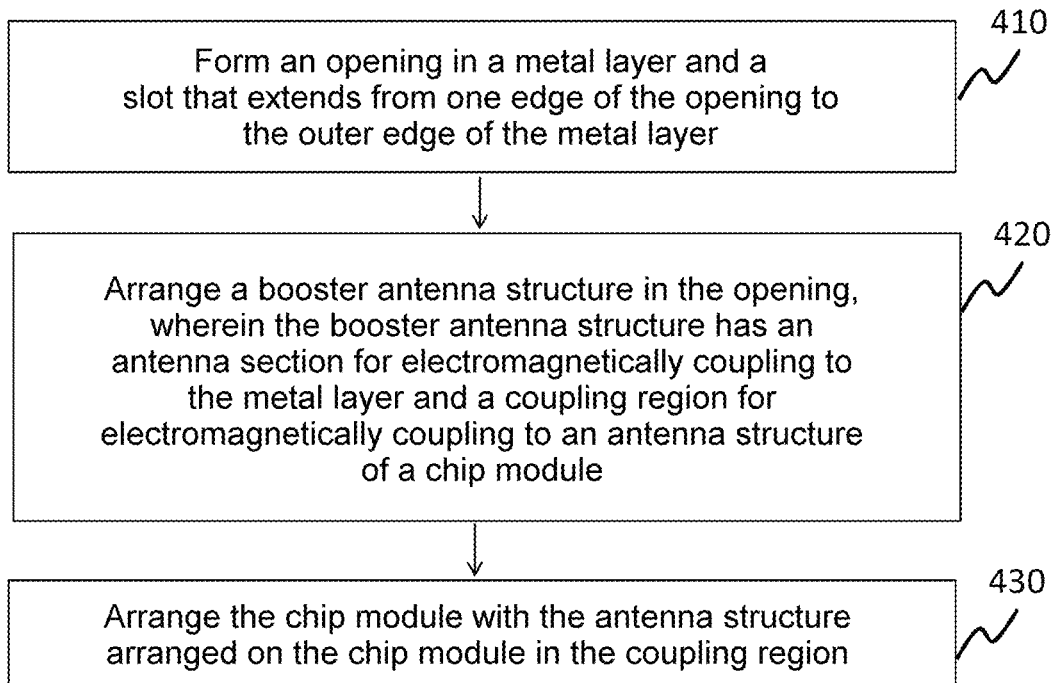 410
Form an opening in a metal layer and a
slot that extends from one edge of the opening to
the outer edge of the metal layer
420
Arrange a booster antenna structure in the opening,
wherein the booster antenna structure has an
antenna section for electromagnetically coupling to
the metal layer and a coupling region for
electromagnetically coupling to an antenna structure
of a chip module
430
Arrange the chip module with the antenna structure
arranged on the chip module in the coupling region